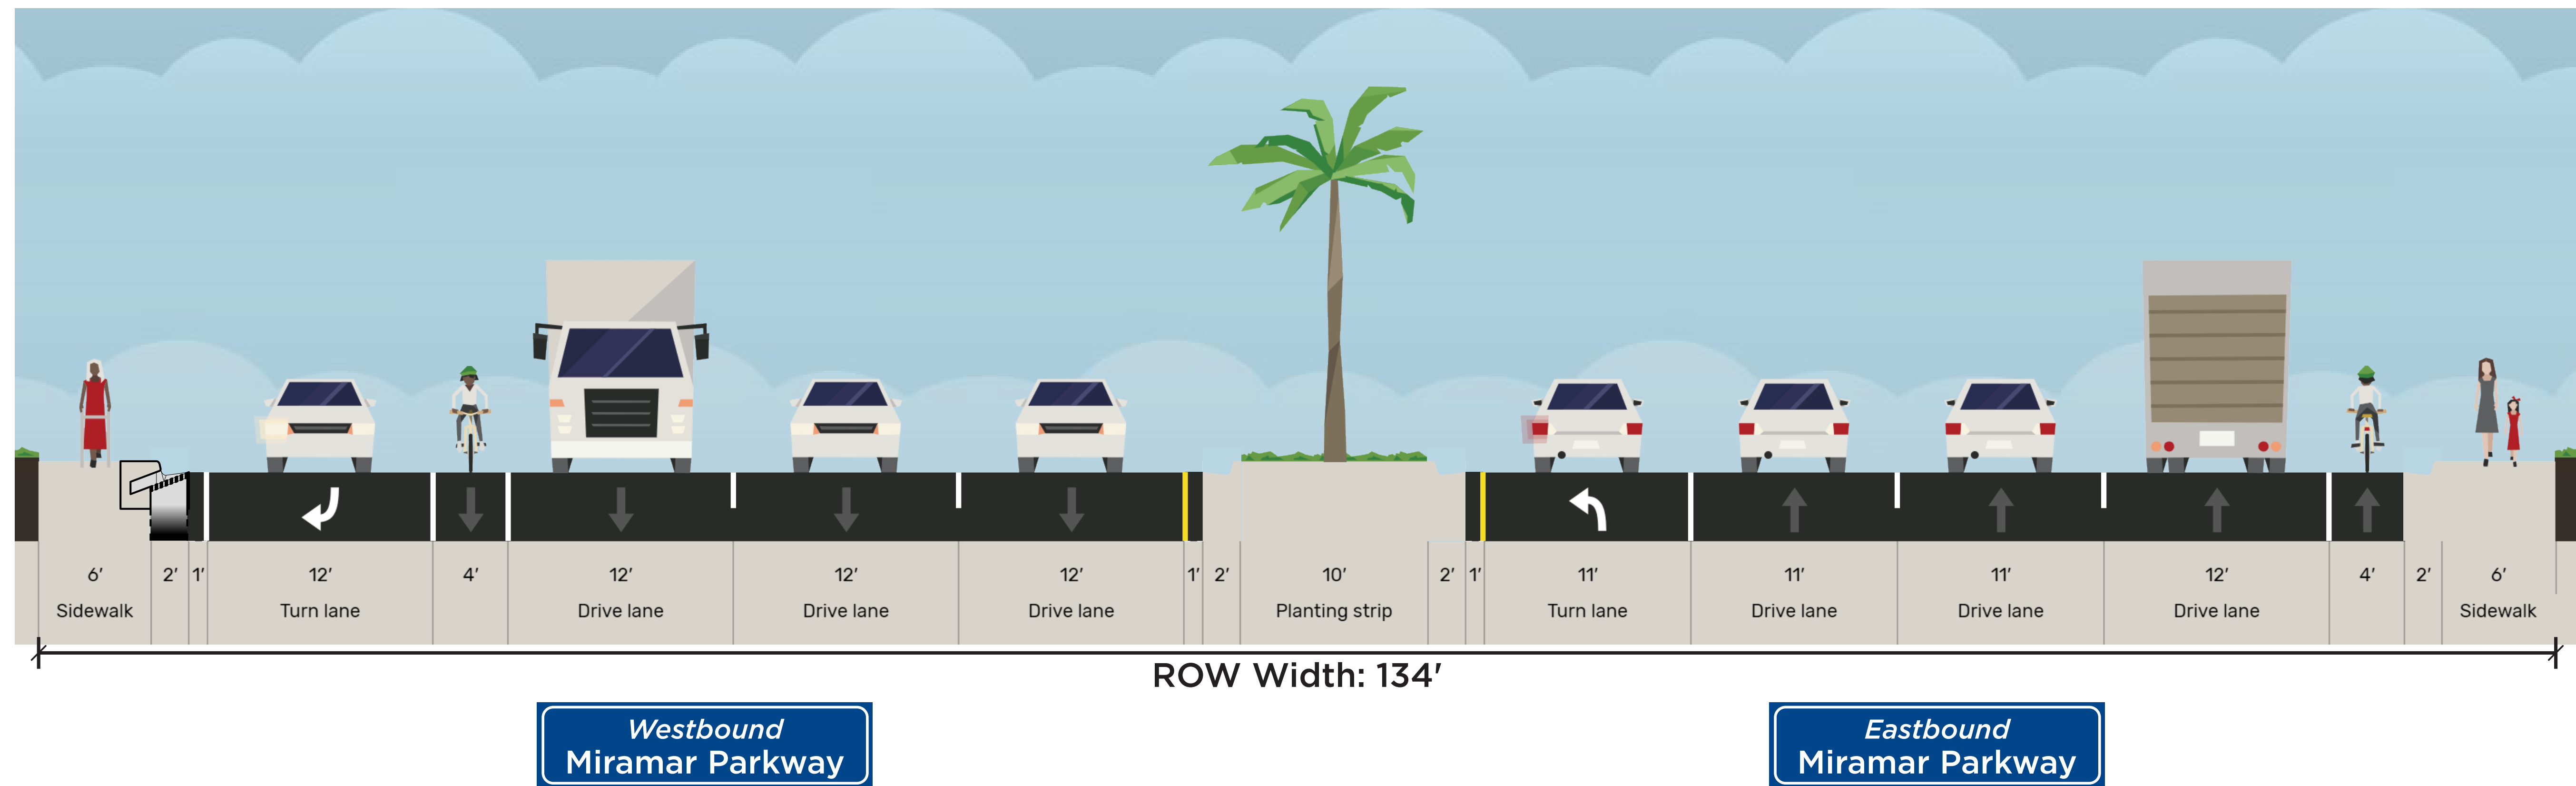 6′ 2′ 1′ 12′ 4′ 12′ 12′ 12′ 1′ 2′ 10′ 2′ 1′ 11′ 11′ 11′ 12′ 4′ 2′ 6′
Sidewalk Turn lane Drive lane Drive lane Drive lane Planting strip Turn lane Drive lane Drive lane Drive lane Sidewalk
ROW Width: 134'
Westbound
Miramar Parkway
Eastbound
Miramar Parkway